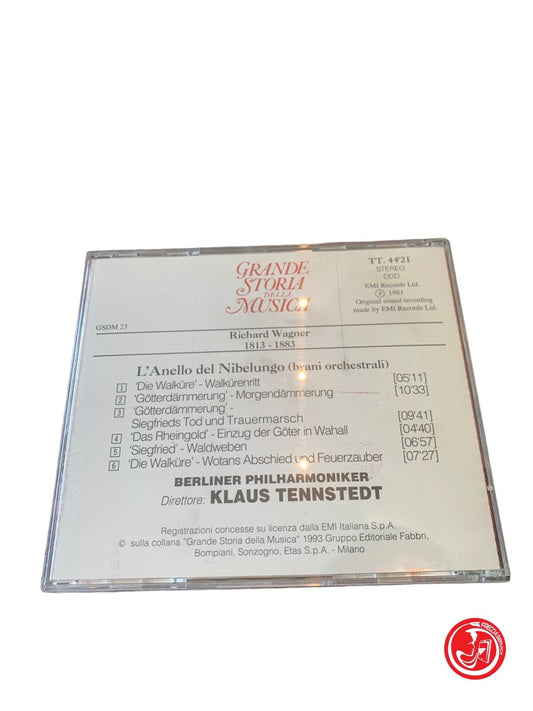 GRANDE
STORIA
DELLA
MUSICA
TT. 44'21
STEREO
DDD
EMI Records Ltd.
℗ 1981
Original sound recording
made by EMI Records Ltd.
GSDM 23
Richard Wagner
1813 - 1883
L'Anello del Nibelungo (brani orchestrali)
1 'Die Walküre' - Walkürenritt [05'11]
2 'Götterdämmerung' - Morgendämmerung [10'33]
3 'Götterdämmerung' -
Siegfrieds Tod und Trauermarsch [09'41]
4 'Das Rheingold' - Einzug der Göter in Wahall [04'40]
5 'Siegfried' - Waldweben [06'57]
6 'Die Walküre' - Wotans Abschied und Feuerzauber [07'27]
BERLINER PHILHARMONIKER
Direttore: KLAUS TENNSTEDT
Registrazioni concesse su licenza dalla EMI Italiana S.p.A.
© sulla collana "Grande Storia della Musica" 1993 Gruppo Editoriale Fabbri,
Bompiani, Sonzogno, Etas S.p.A. - Milano